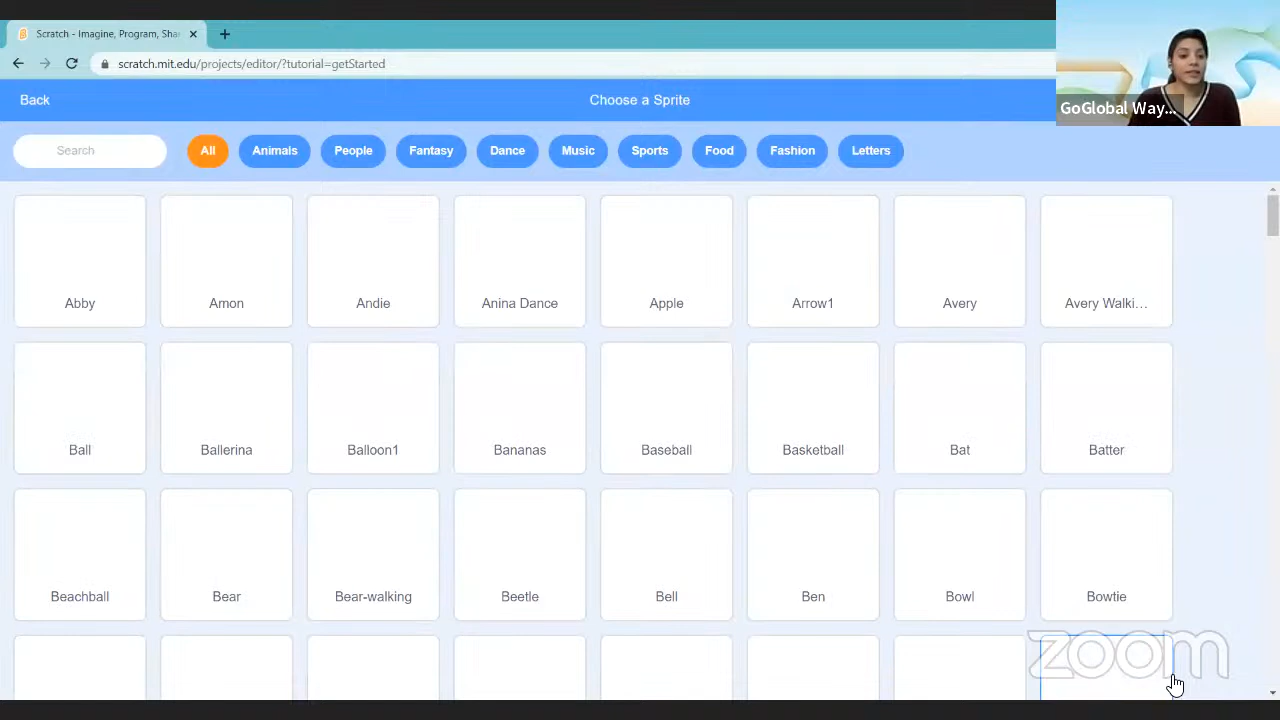 Scratch - Imagine, Program, Sha
scratch.mit.edu/projects/editor/?tutorial=getStarted
Back
Choose a Sprite
GoGlobal Way...
Search
All
Animals
People
Fantasy
Dance
Music
Sports
Food
Fashion
Letters
Abby
Amon
Andie
Anina Dance
Apple
Arrow1
Avery
Avery Walki...
Ball
Ballerina
Balloon1
Bananas
Baseball
Basketball
Bat
Batter
Beachball
Bear
Bear-walking
Beetle
Bell
Ben
Bowl
Bowtie
zoom